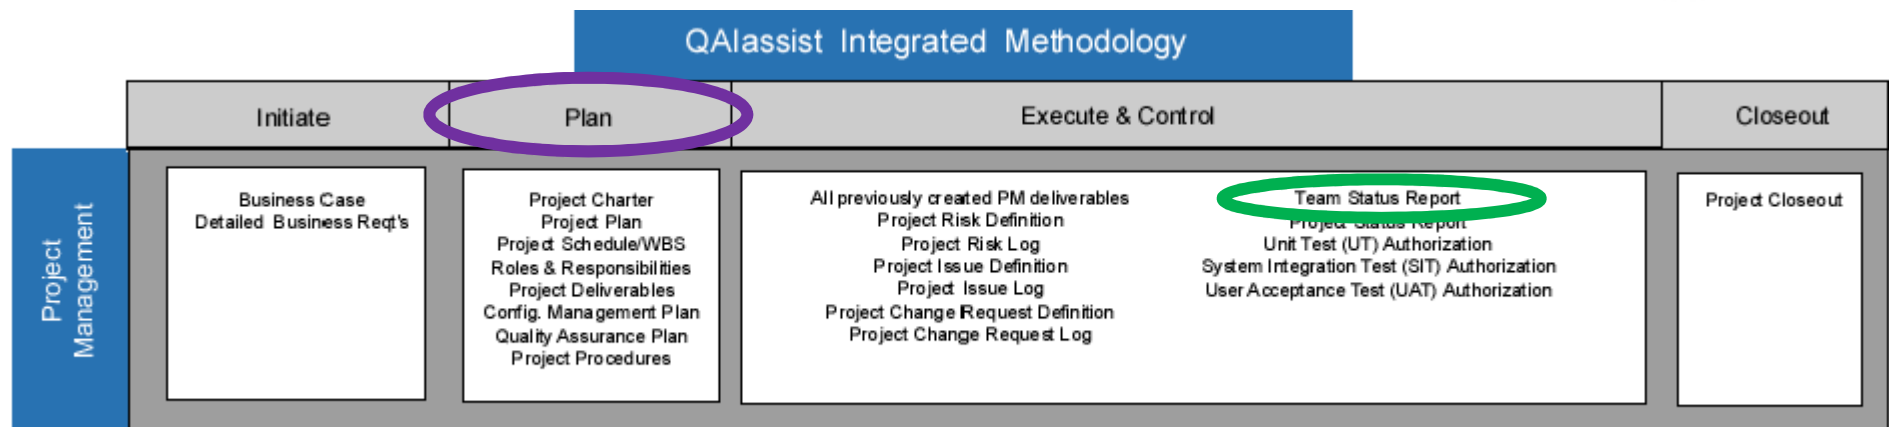 QAIassist Integrated Methodology
Initiate
Plan
Execute & Control
Closeout
Project
Management
Business Case
Detailed Business Reqt's
Project Charter
Project Plan
Project Schedule/WBS
Roles & Responsibilities
Project Deliverables
Config. Management Plan
Quality Assurance Plan
Project Procedures
All previously created PM deliverables
Project Risk Definition
Project Risk Log
Project Issue Definition
Project Issue Log
Project Change Request Definition
Project Change Request Log
Team Status Report
Project Status Report
Unit Test (UT) Authorization
System Integration Test (SIT) Authorization
User Acceptance Test (UAT) Authorization
Project Closeout